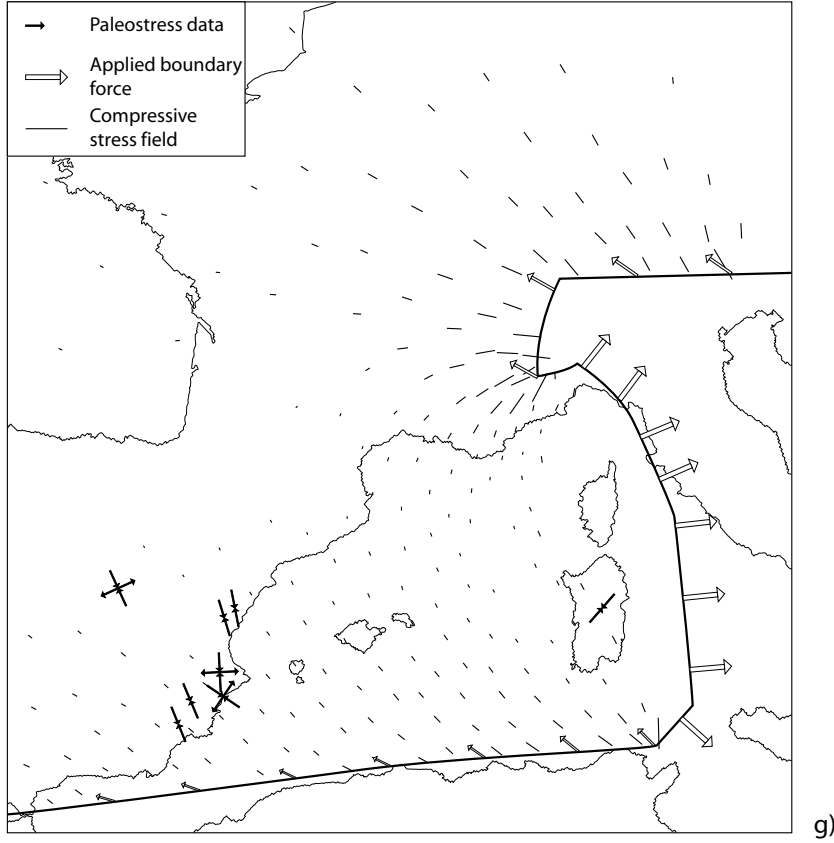 Paleostress data
Applied boundary
force
Compressive
stress field
g)